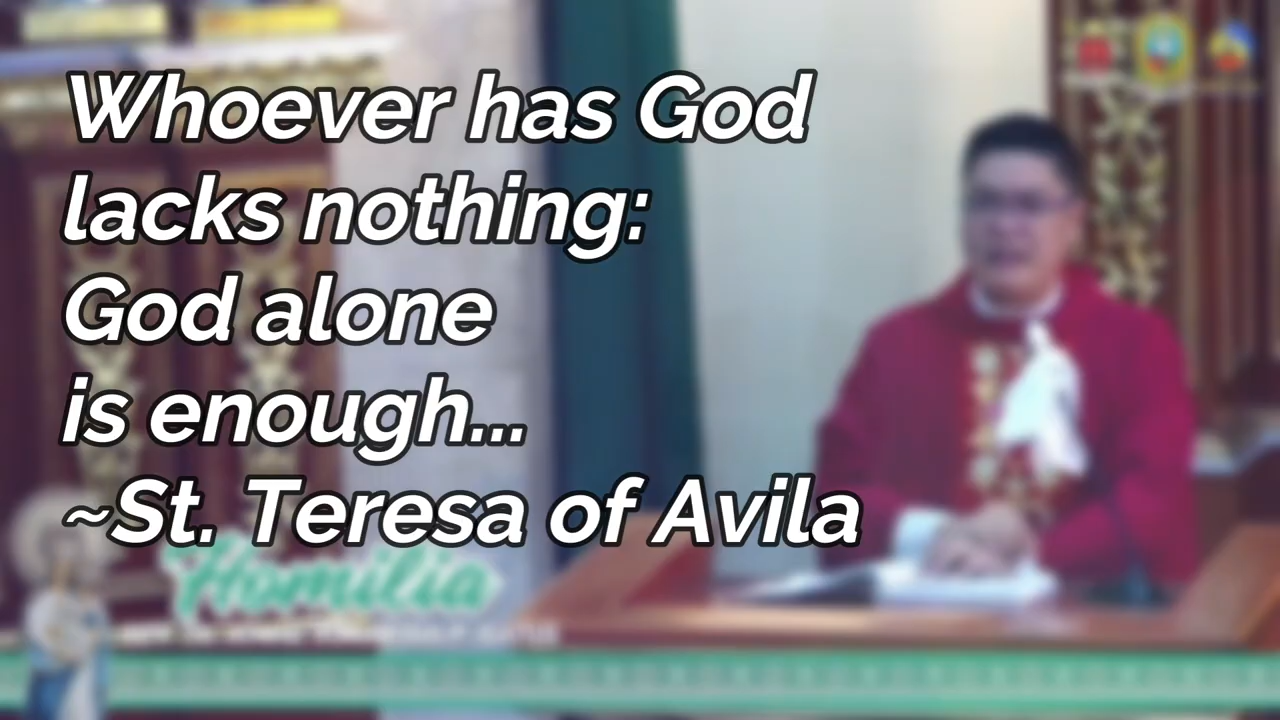 Whoever has God
lacks nothing:
God alone
is enough...
~St. Teresa of Avila
Homilia